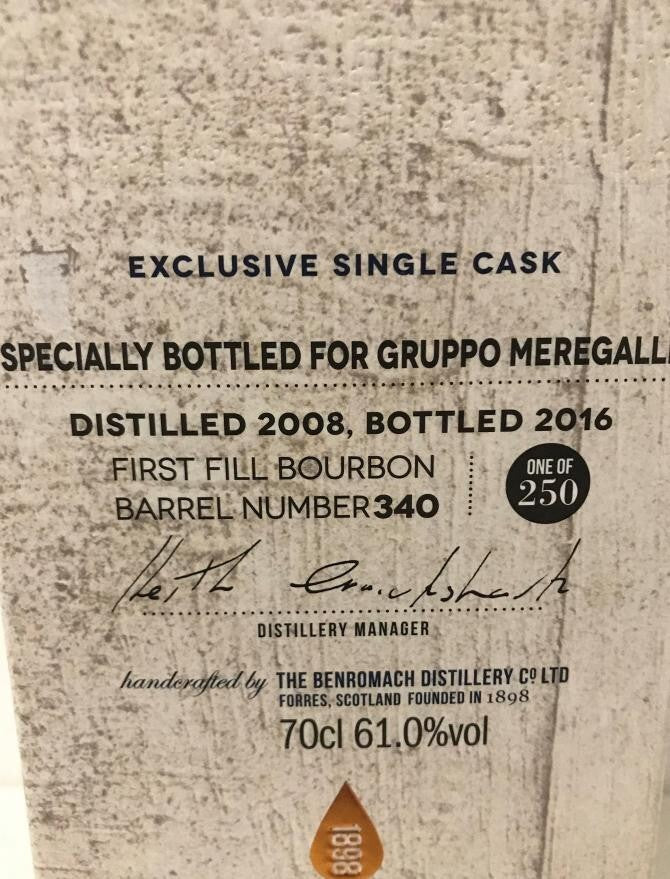 EXCLUSIVE SINGLE CASK
SPECIALLY BOTTLED FOR GRUPPO MEREGALLI
DISTILLED 2008, BOTTLED 2016
FIRST FILL BOURBON
BARREL NUMBER 340
ONE OF
250
DISTILLERY MANAGER
handcrafted by THE BENROMACH DISTILLERY Cº LTD
FORRES, SCOTLAND FOUNDED IN 1898
70cl 61.0%vol
1898